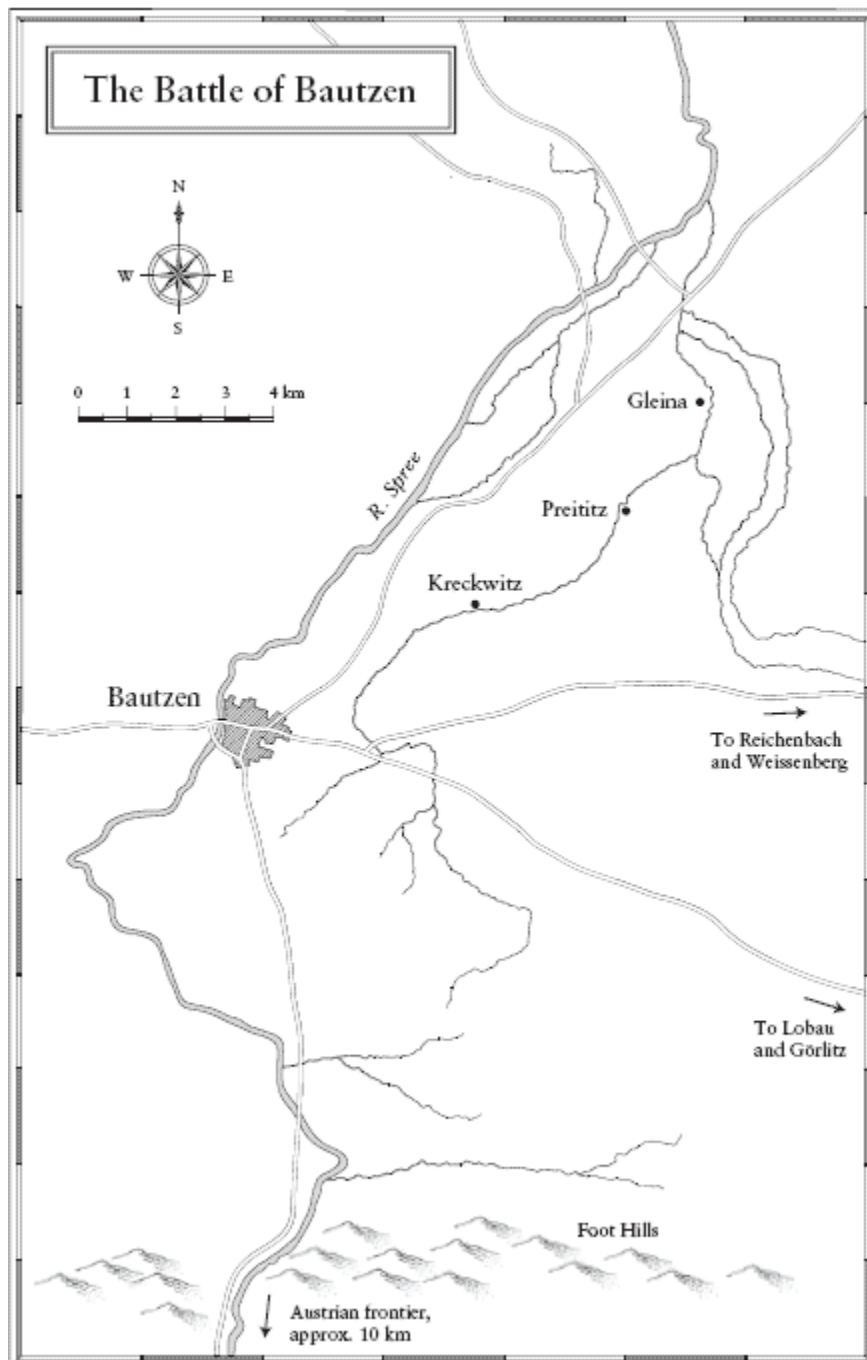 The Battle of Bautzen
N
W E
S
0 1 2 3 4 km
Gleina
R. Spree
Preititz
Kreckwitz
Bautzen
To Reichenbach
and Weissenberg
To Lobau
and Görlitz
Foot Hills
Austrian frontier,
approx. 10 km